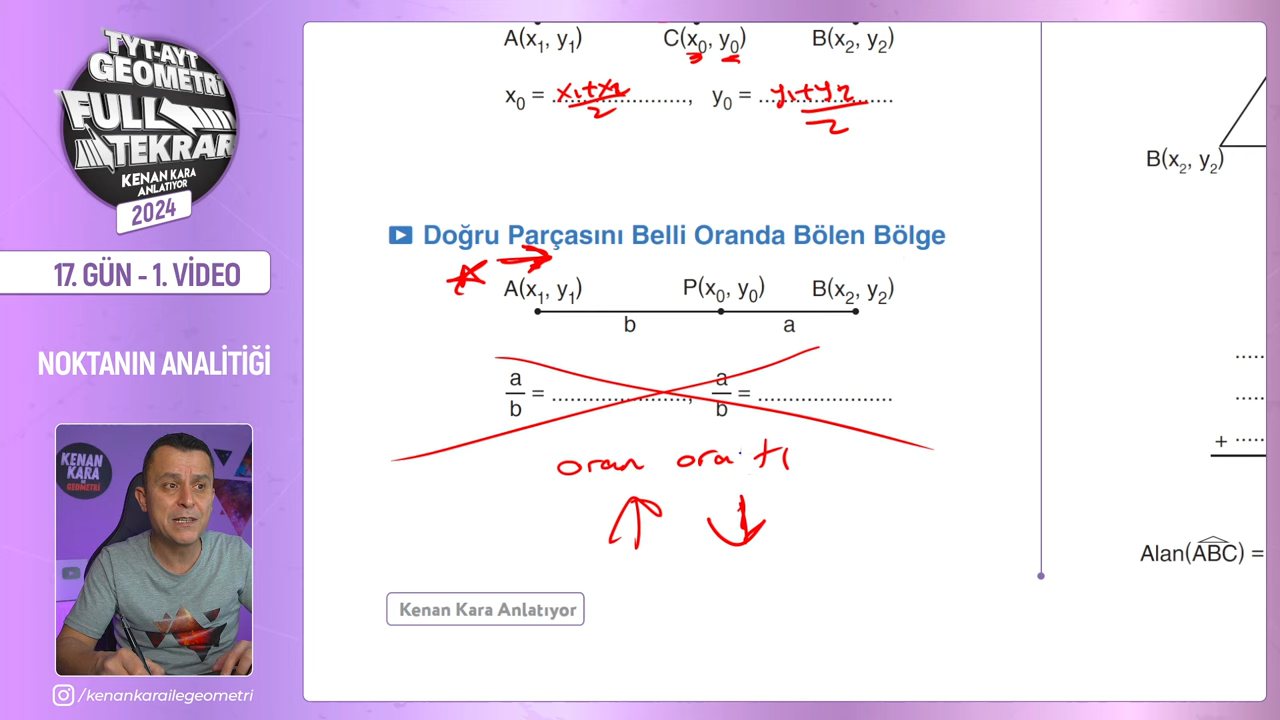 TYT-AYT
GEOMETRİ
FULL
TEKRAR
KENAN KARA
ANLATIYOR
2024
17. GÜN - 1. VİDEO
NOKTANIN ANALİTİĞİ
KENAN
KARA
GEOMETRİ
/kenankarailegeometri
A(x₁, y₁) C(x₀, y₀) B(x₂, y₂)
x₀ = x₁+x₂/2, y₀ = y₁+y₂/2
Doğru Parçasını Belli Oranda Bölen Bölge
A(x₁, y₁) P(x₀, y₀) B(x₂, y₂)
b a
a/b = ......................, a/b = ......................
oran
Kenan Kara Anlatıyor
B(x₂, y₂)
.....
.....
+ .....
Alan(ABC) =